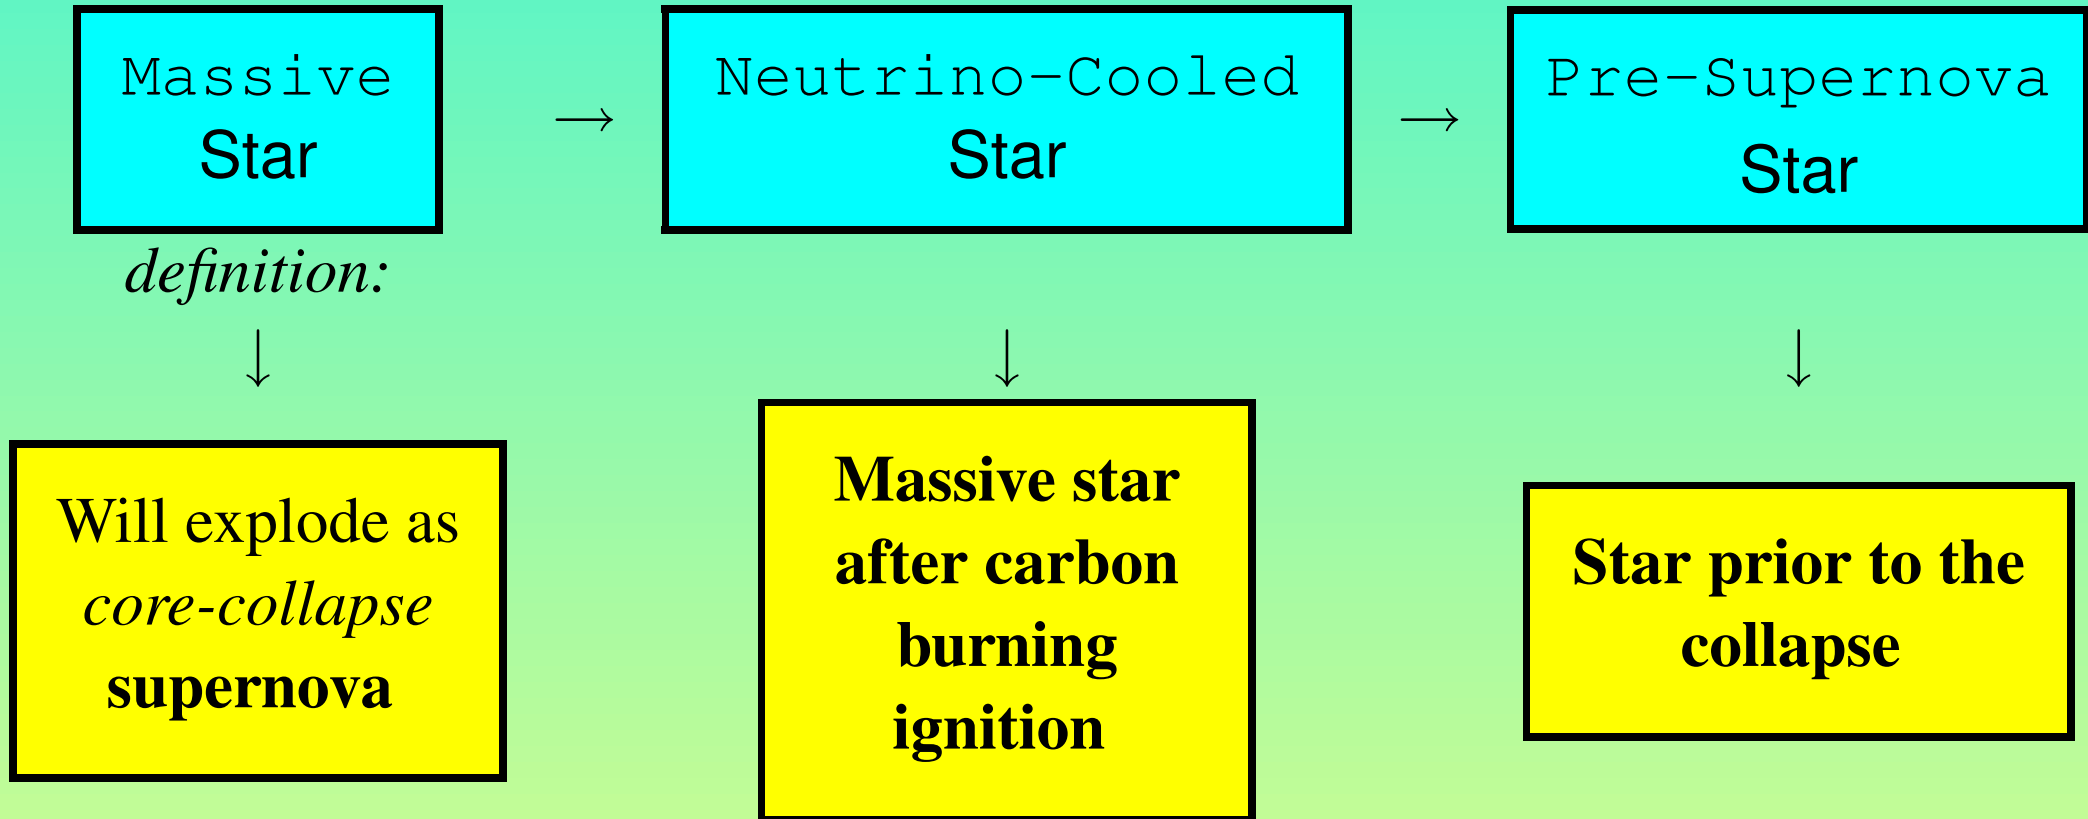 Massive
Star
→
Neutrino-Cooled
Star
→
Pre-Supernova
Star
definition:
↓
↓
↓
Will explode as
core-collapse
supernova
Massive star
after carbon
burning
ignition
Star prior to the
collapse